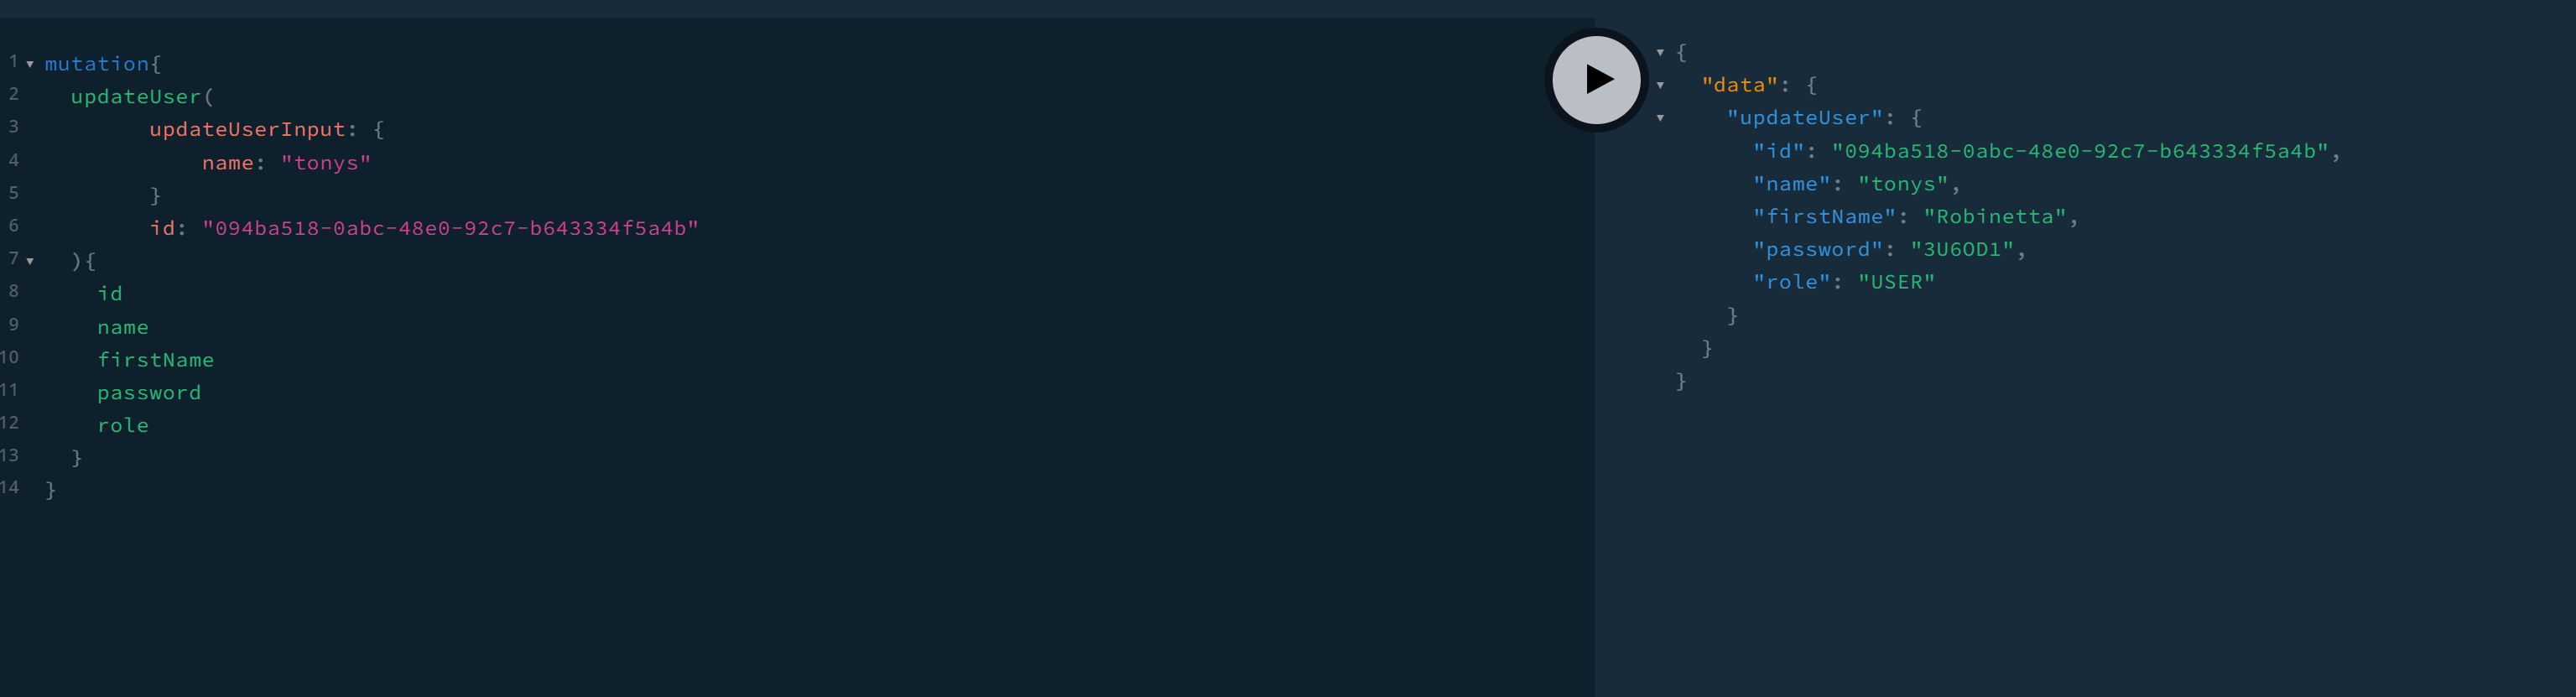 1 mutation{
2 updateUser(
3 updateUserInput: {
4 name: "tonys"
5 }
6 id: "094ba518-0abc-48e0-92c7-b643334f5a4b"
7 ){
8 id
9 name
10 firstName
11 password
12 role
13 }
14 }
{
"data": {
"updateUser": {
"id": "094ba518-0abc-48e0-92c7-b643334f5a4b",
"name": "tonys",
"firstName": "Robinetta",
"password": "3U6OD1",
"role": "USER"
}
}
}